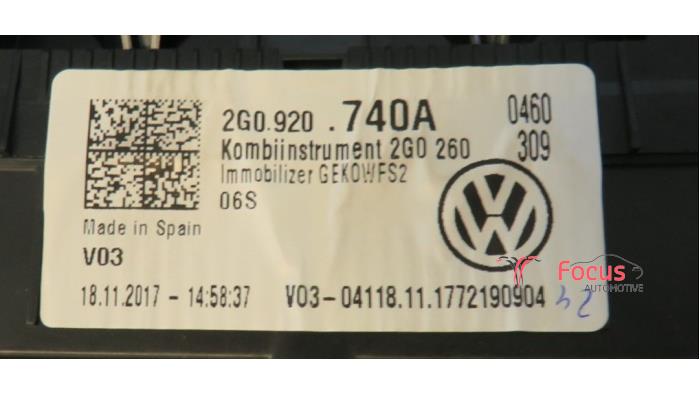 2G0.920 .740A 0460
Kombiinstrument 2G0 260 309
Immobilizer GEKOWFS2
06S
Made in Spain
V03
18.11.2017 - 14:58:37 V03-04118.11.1772190904
Focus
AUTOMOTIVE